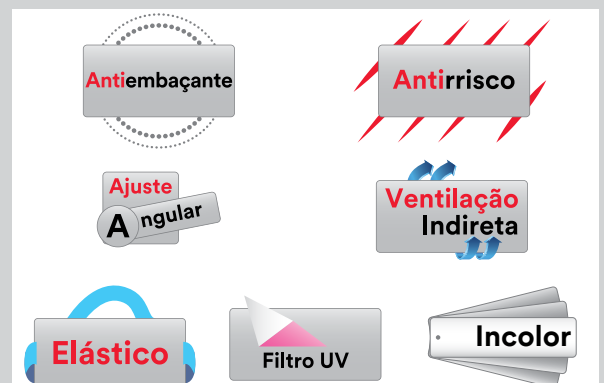 Antiembaçante
Antirrisco
Ajuste
Angular
Ventilação
Indireta
Elástico
Filtro UV
Incolor